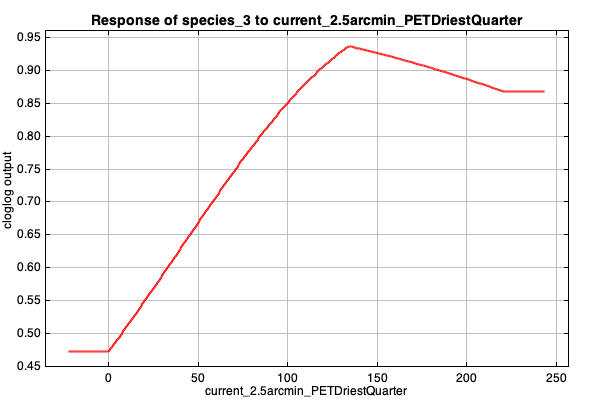 Response of species_3 to current_2.5arcmin_PETDriestQuarter
0.95
0.90
0.85
0.80
0.75
0.70
0.65
0.60
0.55
0.50
0.45
cloglog output
0 50 100 150 200 250
current_2.5arcmin_PETDriestQuarter